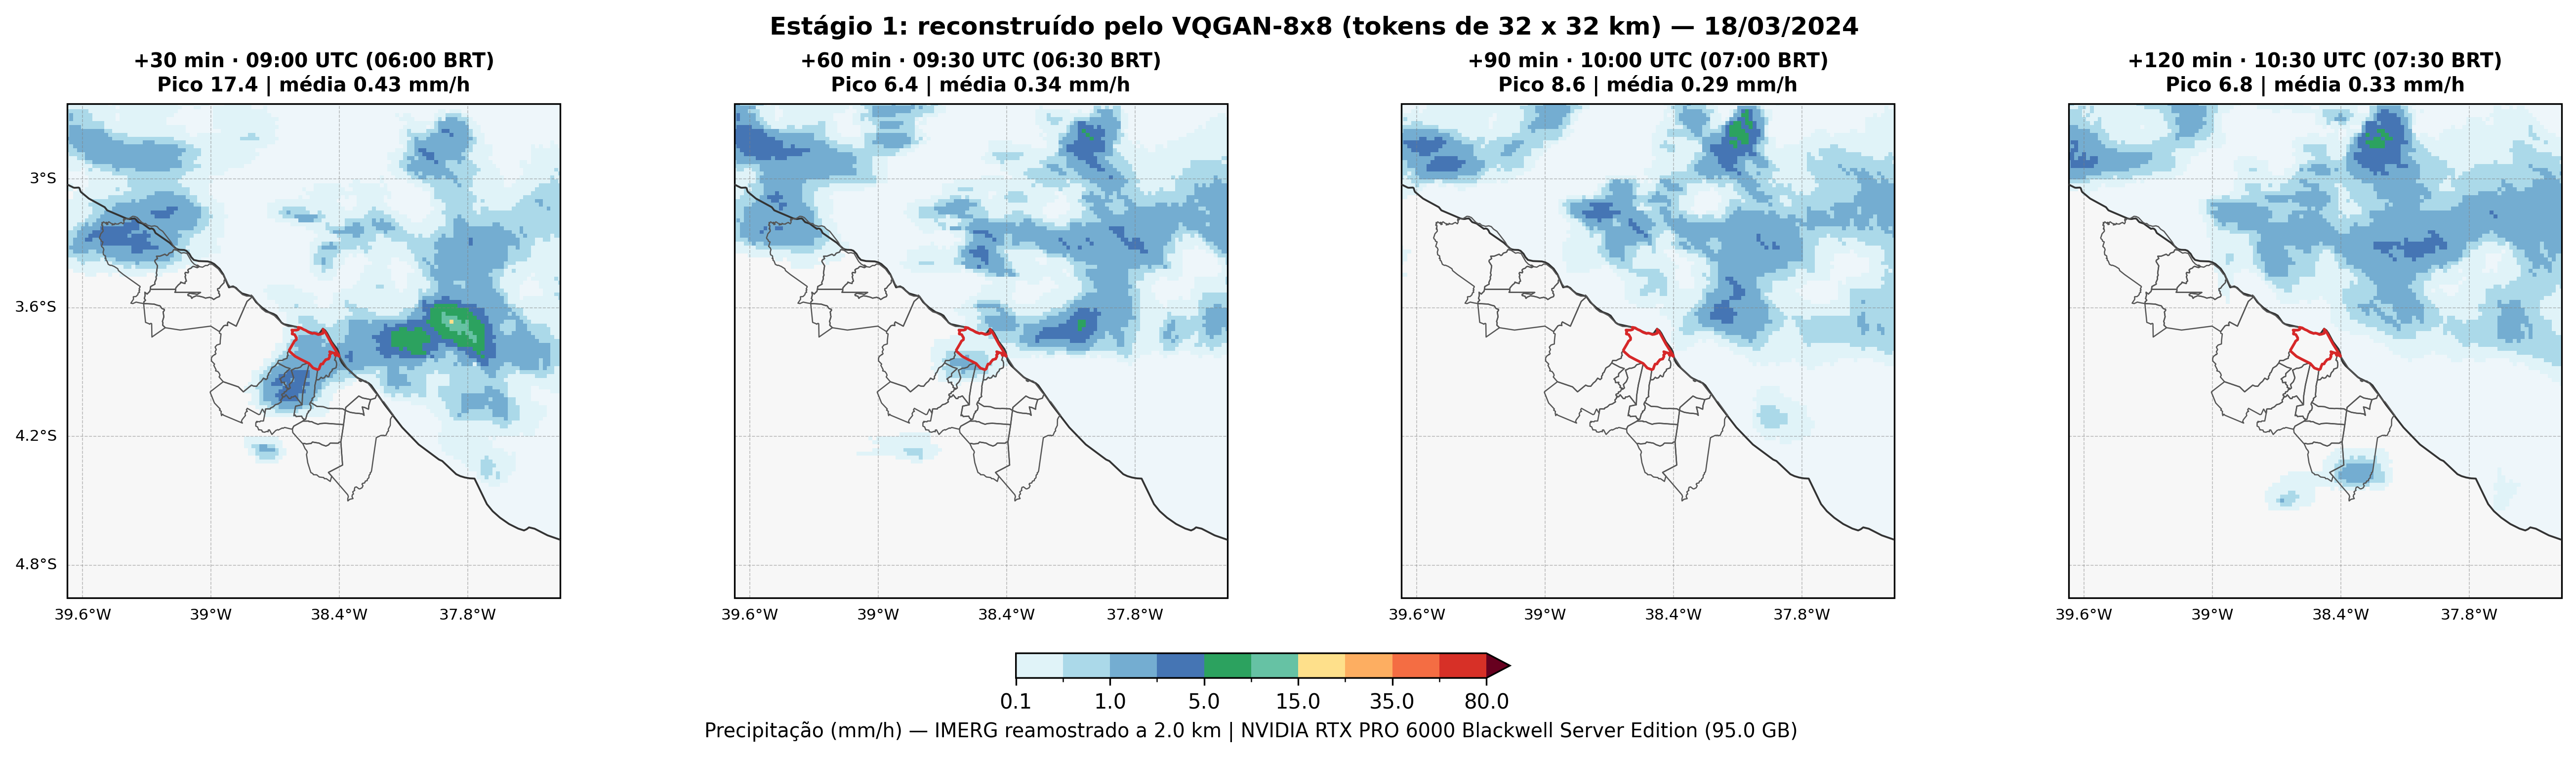 Estágio 1: reconstruído pelo VQGAN-8x8 (tokens de 32 x 32 km) — 18/03/2024
+30 min · 09:00 UTC (06:00 BRT)
Pico 17.4 | média 0.43 mm/h
+60 min · 09:30 UTC (06:30 BRT)
Pico 6.4 | média 0.34 mm/h
+90 min · 10:00 UTC (07:00 BRT)
Pico 8.6 | média 0.29 mm/h
+120 min · 10:30 UTC (07:30 BRT)
Pico 6.8 | média 0.33 mm/h
3°S
3.6°S
4.2°S
4.8°S
39.6°W 39°W 38.4°W 37.8°W
39.6°W 39°W 38.4°W 37.8°W
39.6°W 39°W 38.4°W 37.8°W
39.6°W 39°W 38.4°W 37.8°W
0.1 1.0 5.0 15.0 35.0 80.0
Precipitação (mm/h) — IMERG reamostrado a 2.0 km | NVIDIA RTX PRO 6000 Blackwell Server Edition (95.0 GB)